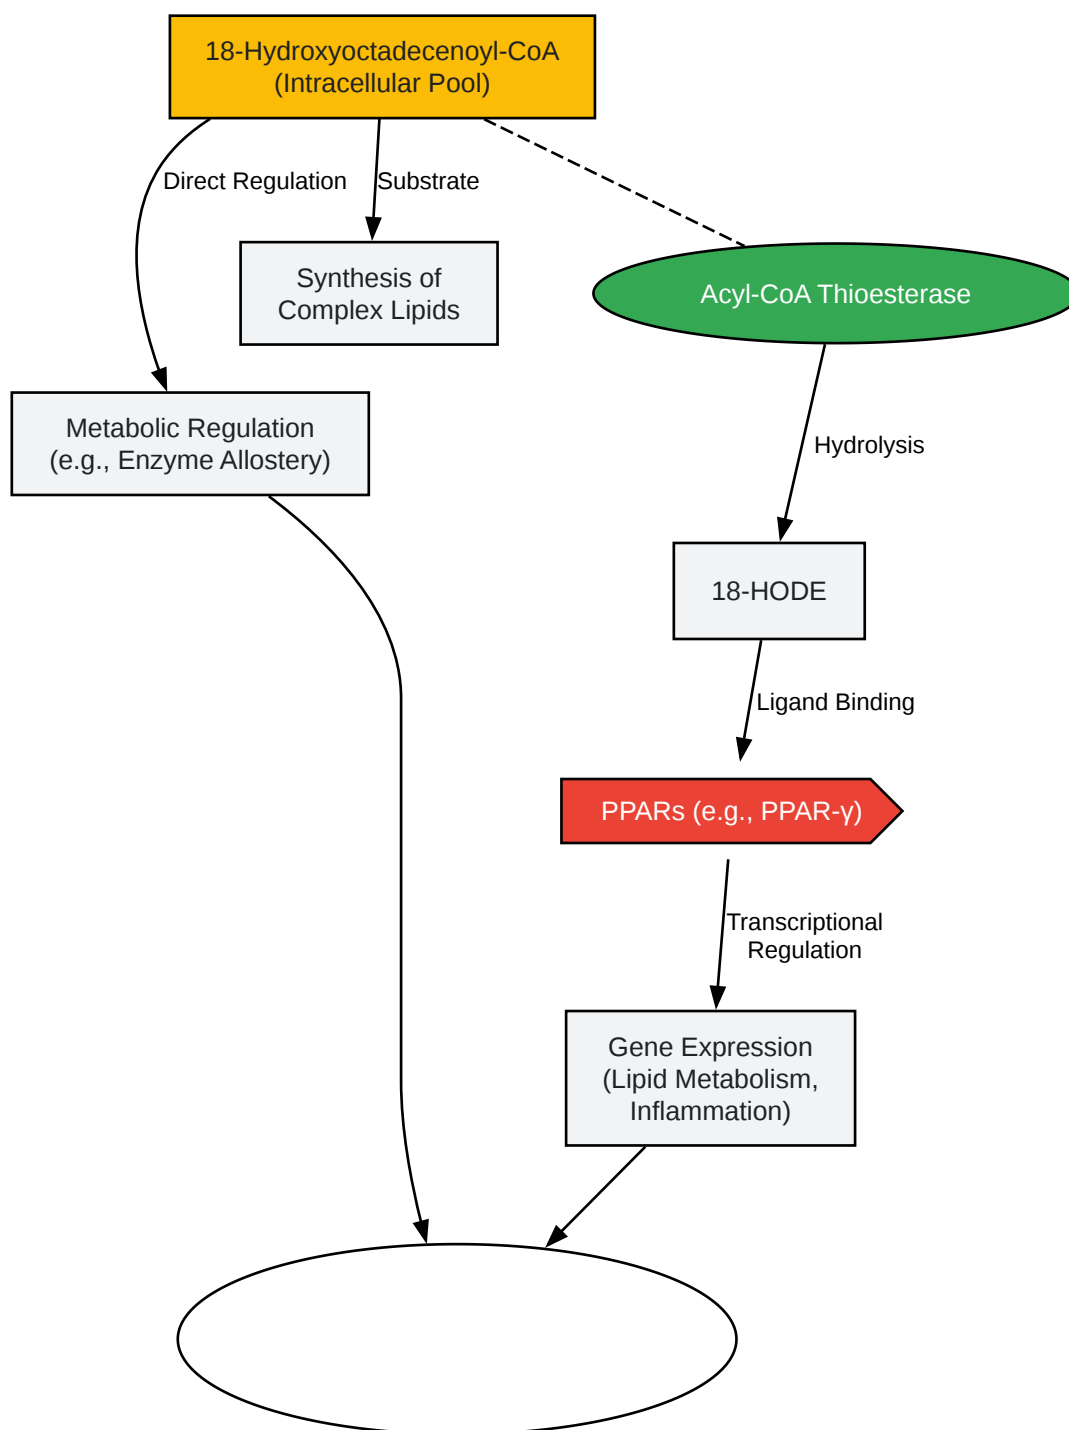 18-Hydroxyoctadecenoyl-CoA
(Intracellular Pool)
Direct Regulation
Substrate
Synthesis of
Complex Lipids
Acyl-CoA Thioesterase
Metabolic Regulation
(e.g., Enzyme Allostery)
Hydrolysis
18-HODE
Ligand Binding
PPARs (e.g., PPAR-γ)
Transcriptional
Regulation
Gene Expression
(Lipid Metabolism,
Inflammation)